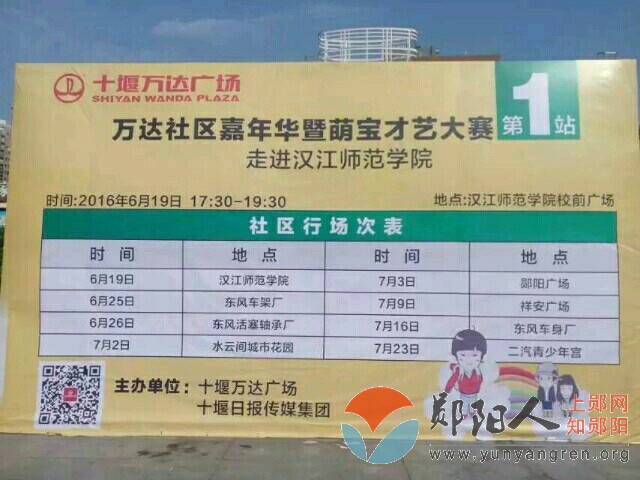 十堰万达广场
SHIYAN WANDA PLAZA
第1站
万达社区嘉年华暨萌宝才艺大赛
走进汉江师范学院
时间:2016年6月19日 17:30-19:30
地点:汉江师范学院校前广场
社区行场次表
时间 地点 时间 地点
6月19日 汉江师范学院 7月3日 郧阳广场
6月25日 东风车架厂 7月9日 祥安广场
6月26日 东风活塞轴承厂 7月16日 东风车身厂
7月2日 水云间城市花园 7月23日 二汽青少年宫
主办单位:十堰万达广场
十堰日报传媒集团
郧阳人
上郧网
知郧阳
www.yunyangren.org